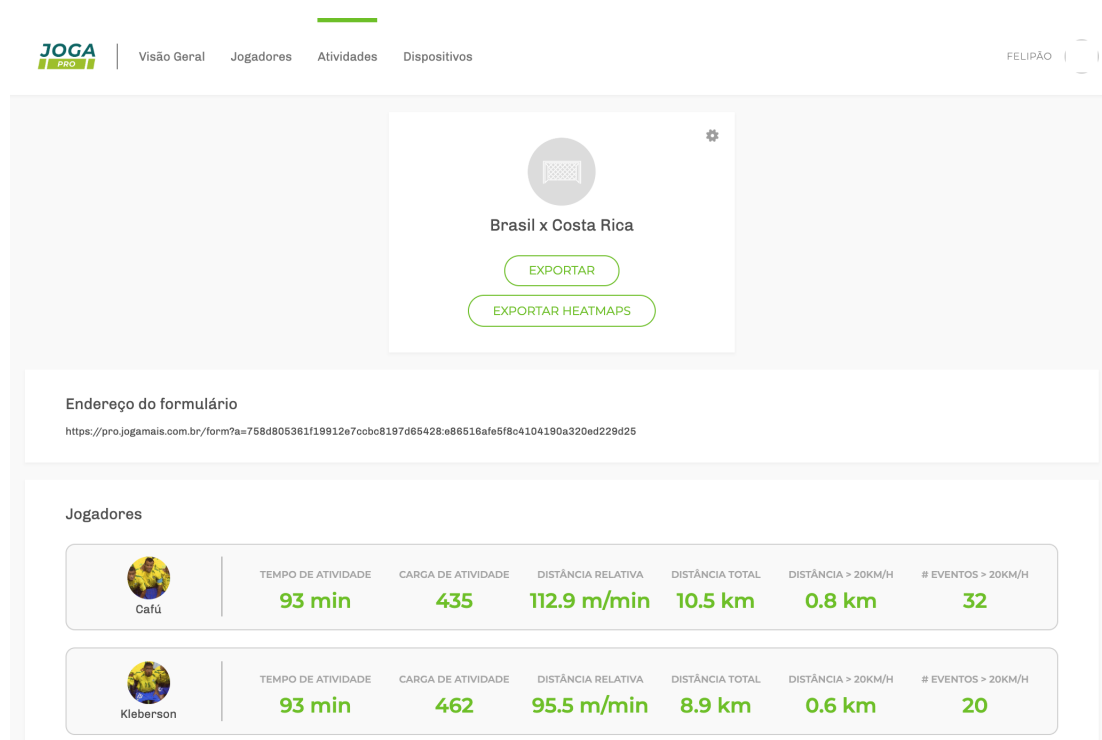 JOGA
PRO
Visão Geral Jogadores Atividades Dispositivos FELIPÃO
Brasil x Costa Rica
EXPORTAR
EXPORTAR HEATMAPS
Endereço do formulário
https://pro.jogamais.com.br/form?a=758d805361f19912e7ccbc8197d65428:e86516afe5f8c4104190a320ed229d25
Jogadores
TEMPO DE ATIVIDADE CARGA DE ATIVIDADE DISTÂNCIA RELATIVA DISTÂNCIA TOTAL DISTÂNCIA > 20KM/H # EVENTOS > 20KM/H
93 min 435 112.9 m/min 10.5 km 0.8 km 32
Cafú
TEMPO DE ATIVIDADE CARGA DE ATIVIDADE DISTÂNCIA RELATIVA DISTÂNCIA TOTAL DISTÂNCIA > 20KM/H # EVENTOS > 20KM/H
93 min 462 95.5 m/min 8.9 km 0.6 km 20
Kleberson